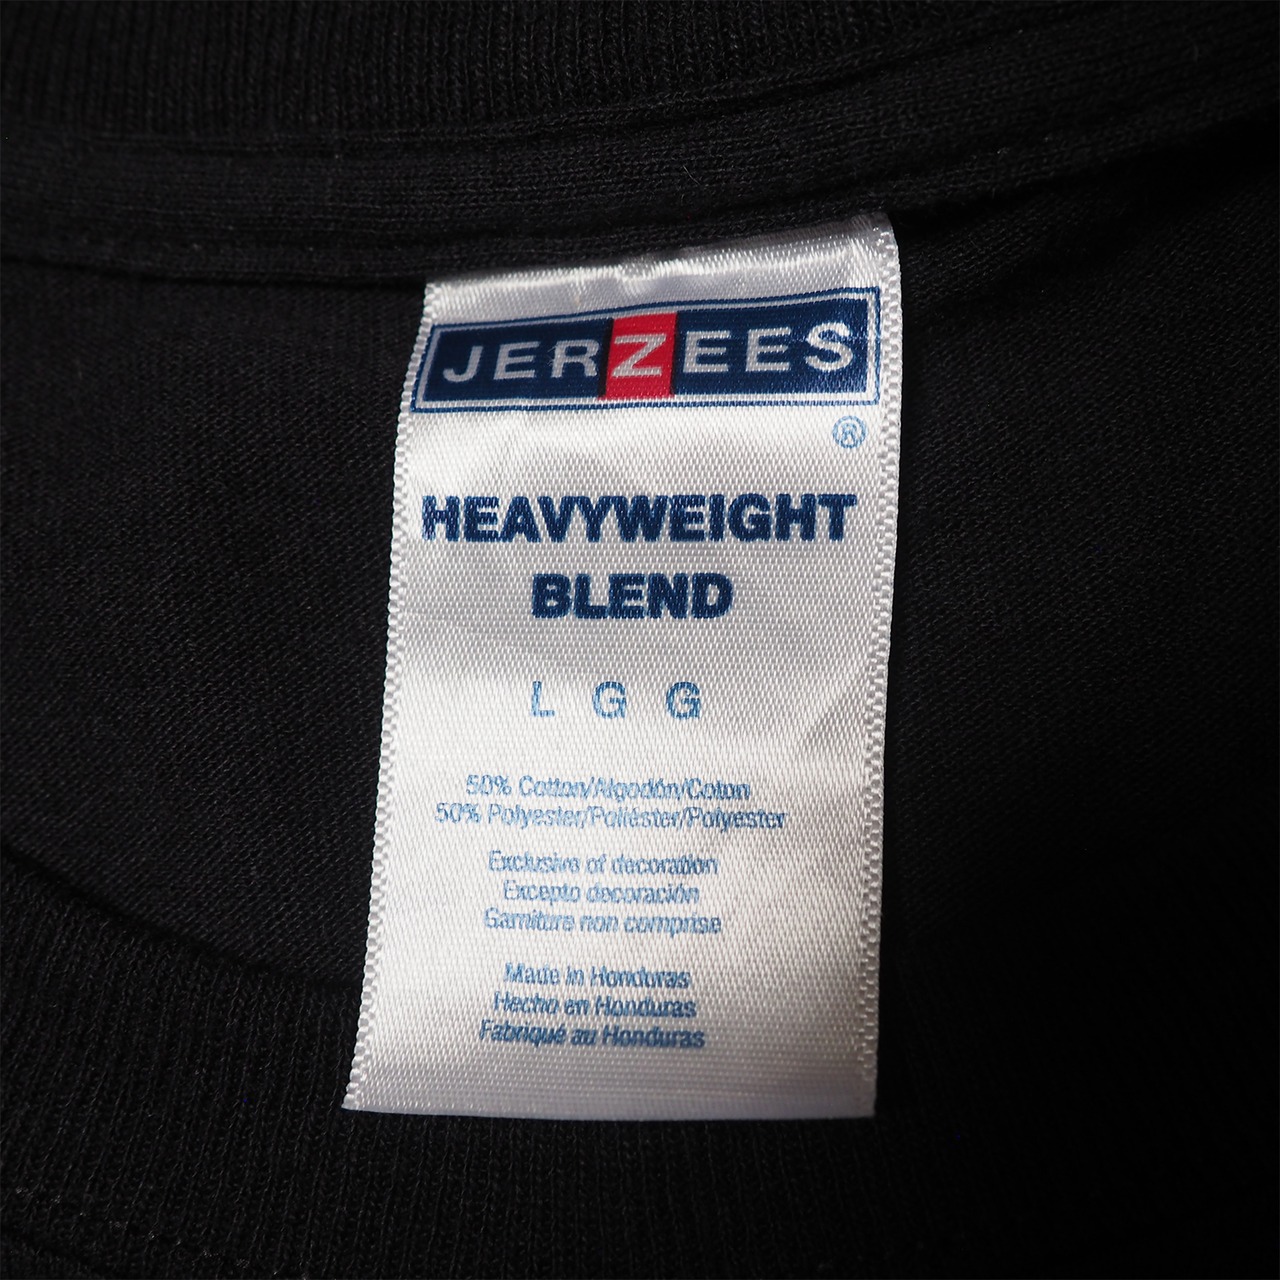 JERZEES
®
HEAVYWEIGHT
BLEND
L G G
50% Cotton/Algodón/Coton
50% Polyester/Poliéster/Polyester
Exclusive of decoration
Excepto decoración
Garniture non comprise
Made in Honduras
Hecho en Honduras
Fabriqué au Honduras